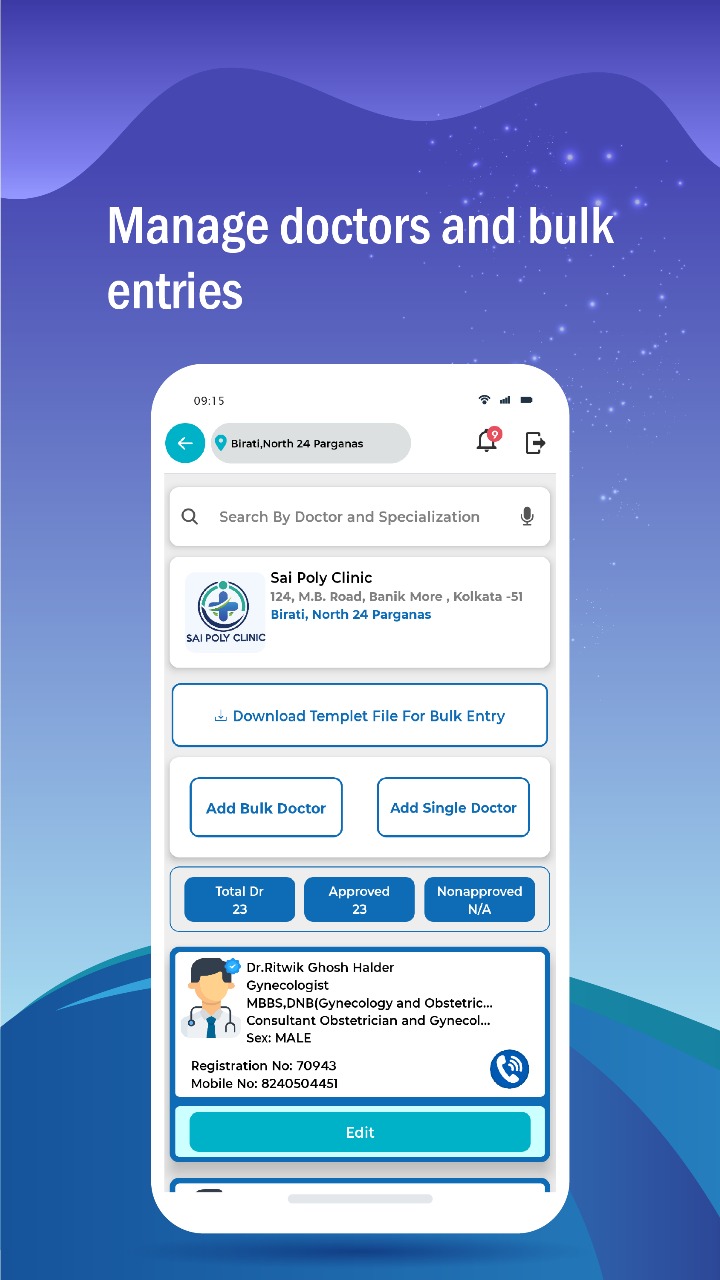 Manage doctors and bulk
entries
09:15
Birati,North 24 Parganas
9
Search By Doctor and Specialization
Sai Poly Clinic
124, M.B. Road, Banik More , Kolkata -51
Birati, North 24 Parganas
SAI POLY CLINIC
Download Templet File For Bulk Entry
Add Bulk Doctor
Add Single Doctor
Total Dr
23
Approved
23
Nonapproved
N/A
Dr.Ritwik Ghosh Halder
Gynecologist
MBBS,DNB(Gynecology and Obstetric...
Consultant Obstetrician and Gynecol...
Sex: MALE
Registration No: 70943
Mobile No: 8240504451
Edit